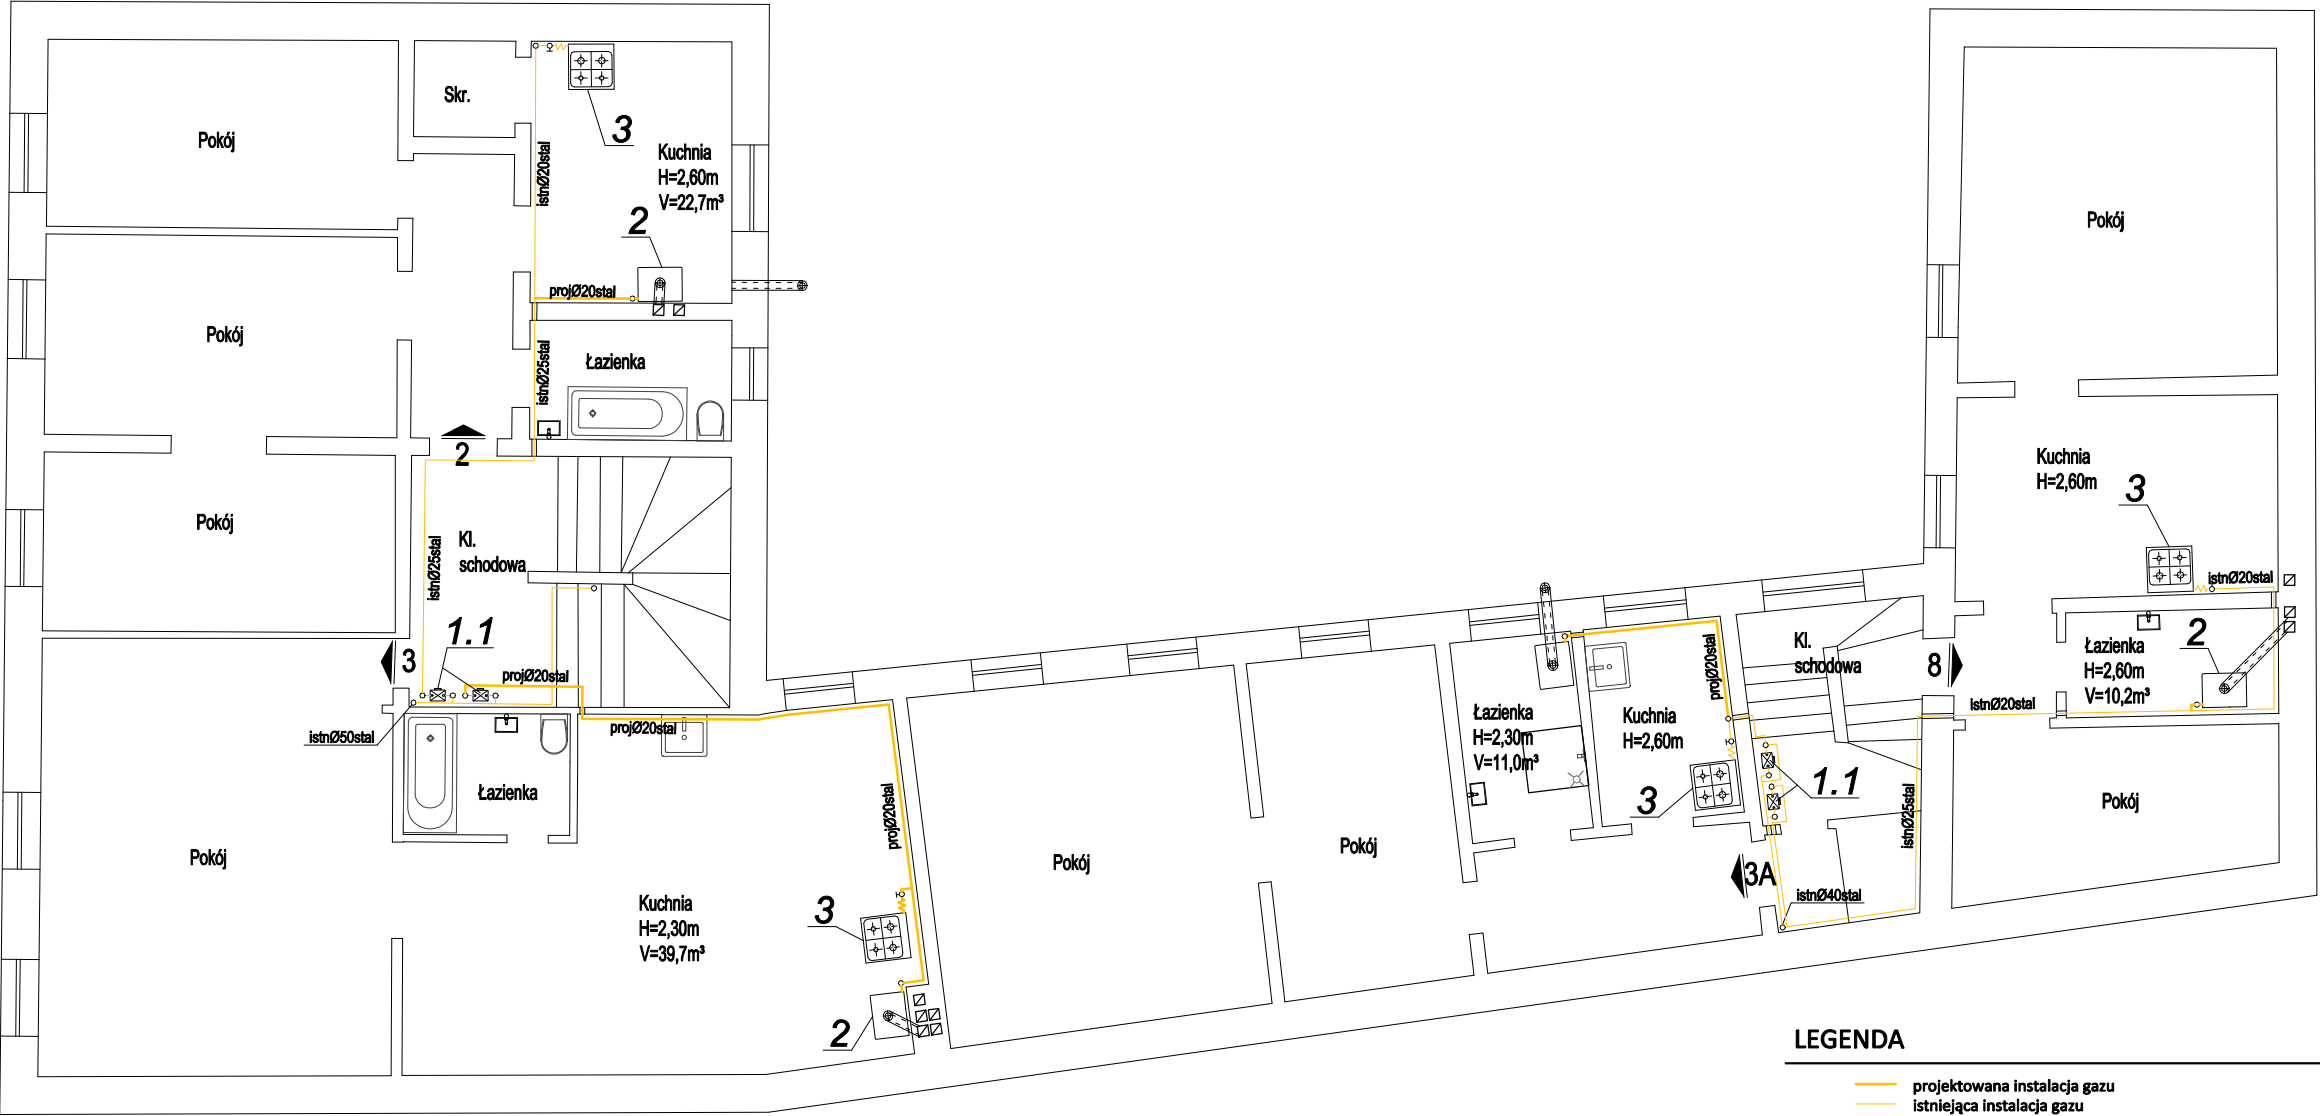 Skr.
Pokój
3
istnØ20stal
Kuchnia
H=2,60m
V=22,7m³
2
projØ20stal
Pokój
istnØ25stal
Łazienka
2
Pokój
Kl.
schodowa
istnØ25stal
1.1
3
projØ20stal
istnØ50stal
projØ20stal
Łazienka
Pokój
projØ20stal
Kuchnia
H=2,30m
V=39,7m³
3
2
Pokój
Pokój
Łazienka
H=2,30m
V=11,0m³
Kuchnia
H=2,60m
projØ20stal
3
Kl.
schodowa
1.1
3A
istnØ40stal
istnØ25stal
8
istnØ20stal
Pokój
Kuchnia
H=2,60m
3
istnØ20stal
Łazienka
H=2,60m
V=10,2m³
2
Pokój
LEGENDA
projektowana instalacja gazu
istniejąca instalacja gazu